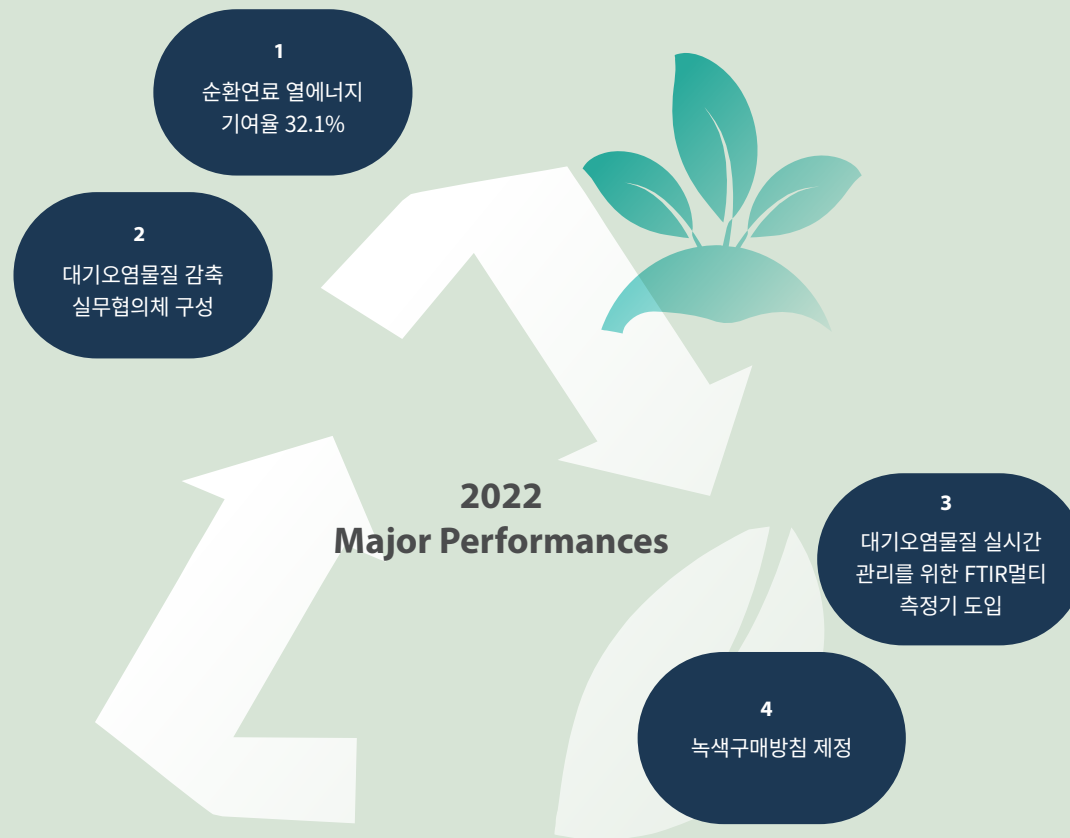 1
순환연료 열에너지
기여율 32.1%
2
대기오염물질 감축
실무협의체 구성
2022
Major Performances
3
대기오염물질 실시간
관리를 위한 FTIR멀티
측정기 도입
4
녹색구매방침 제정